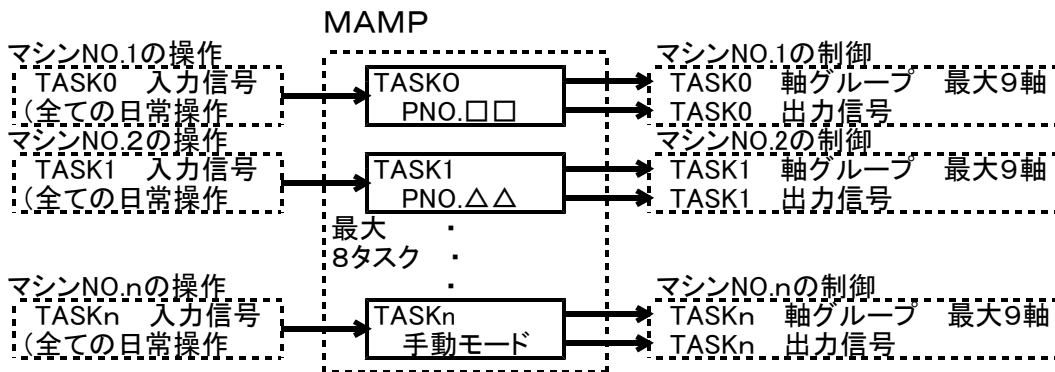 MAMP
マシンNO.1の操作
TASK0 入力信号
(全ての日常操作
TASKO
PNO.□□
マシンNO.1の制御
TASK0 軸グループ 最大9軸
TASK0 出力信号
マシンNO.2の操作
TASK1 入力信号
(全ての日常操作
TASK1
PNO.△△
マシンNO.2の制御
TASK1 軸グループ 最大9軸
TASK1 出力信号
最大 ・
8タスク ・
・
マシンNO.nの操作
TASKn 入力信号
(全ての日常操作
TASKn
手動モード
マシンNO.nの制御
TASKn 軸グループ 最大9軸
TASKn 出力信号